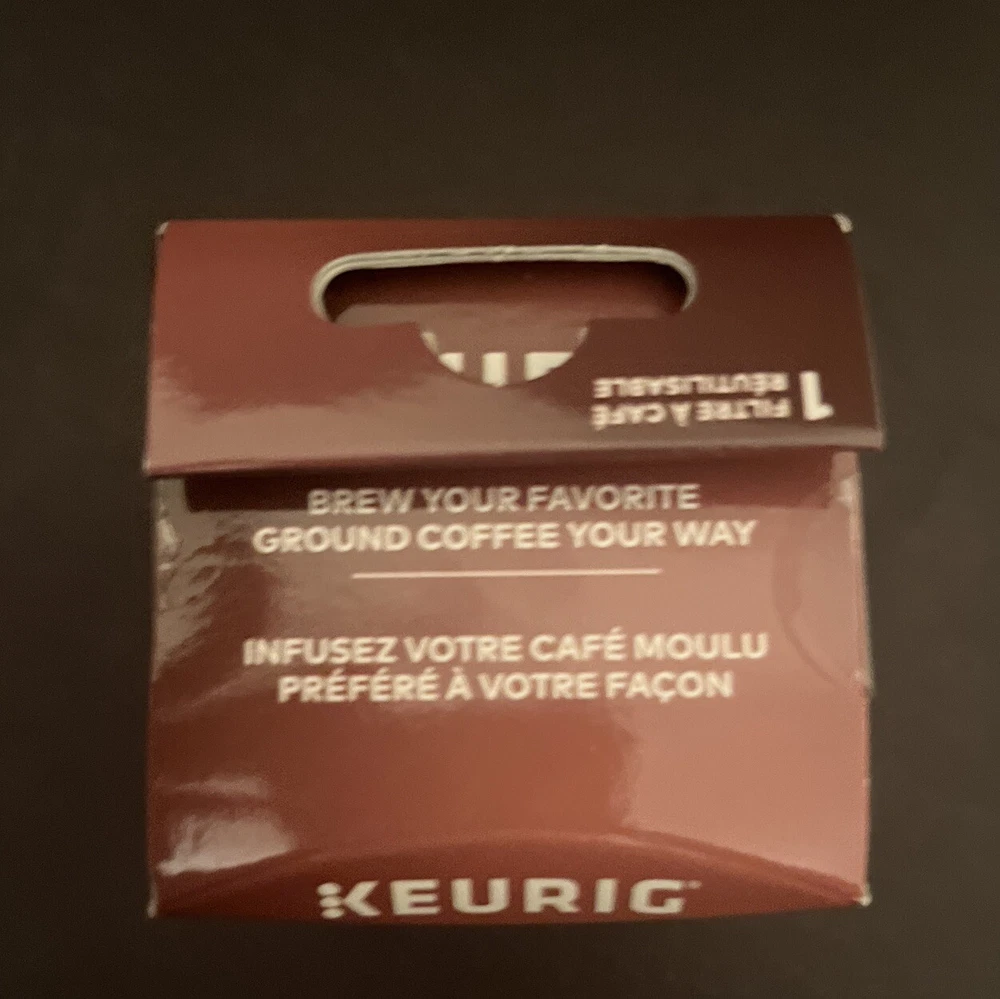 1 FILTRE À CAFÉ
RÉUTILISABLE
BREW YOUR FAVORITE
GROUND COFFEE YOUR WAY
INFUSEZ VOTRE CAFÉ MOULU
PRÉFÉRÉ À VOTRE FAÇON
KEURIG